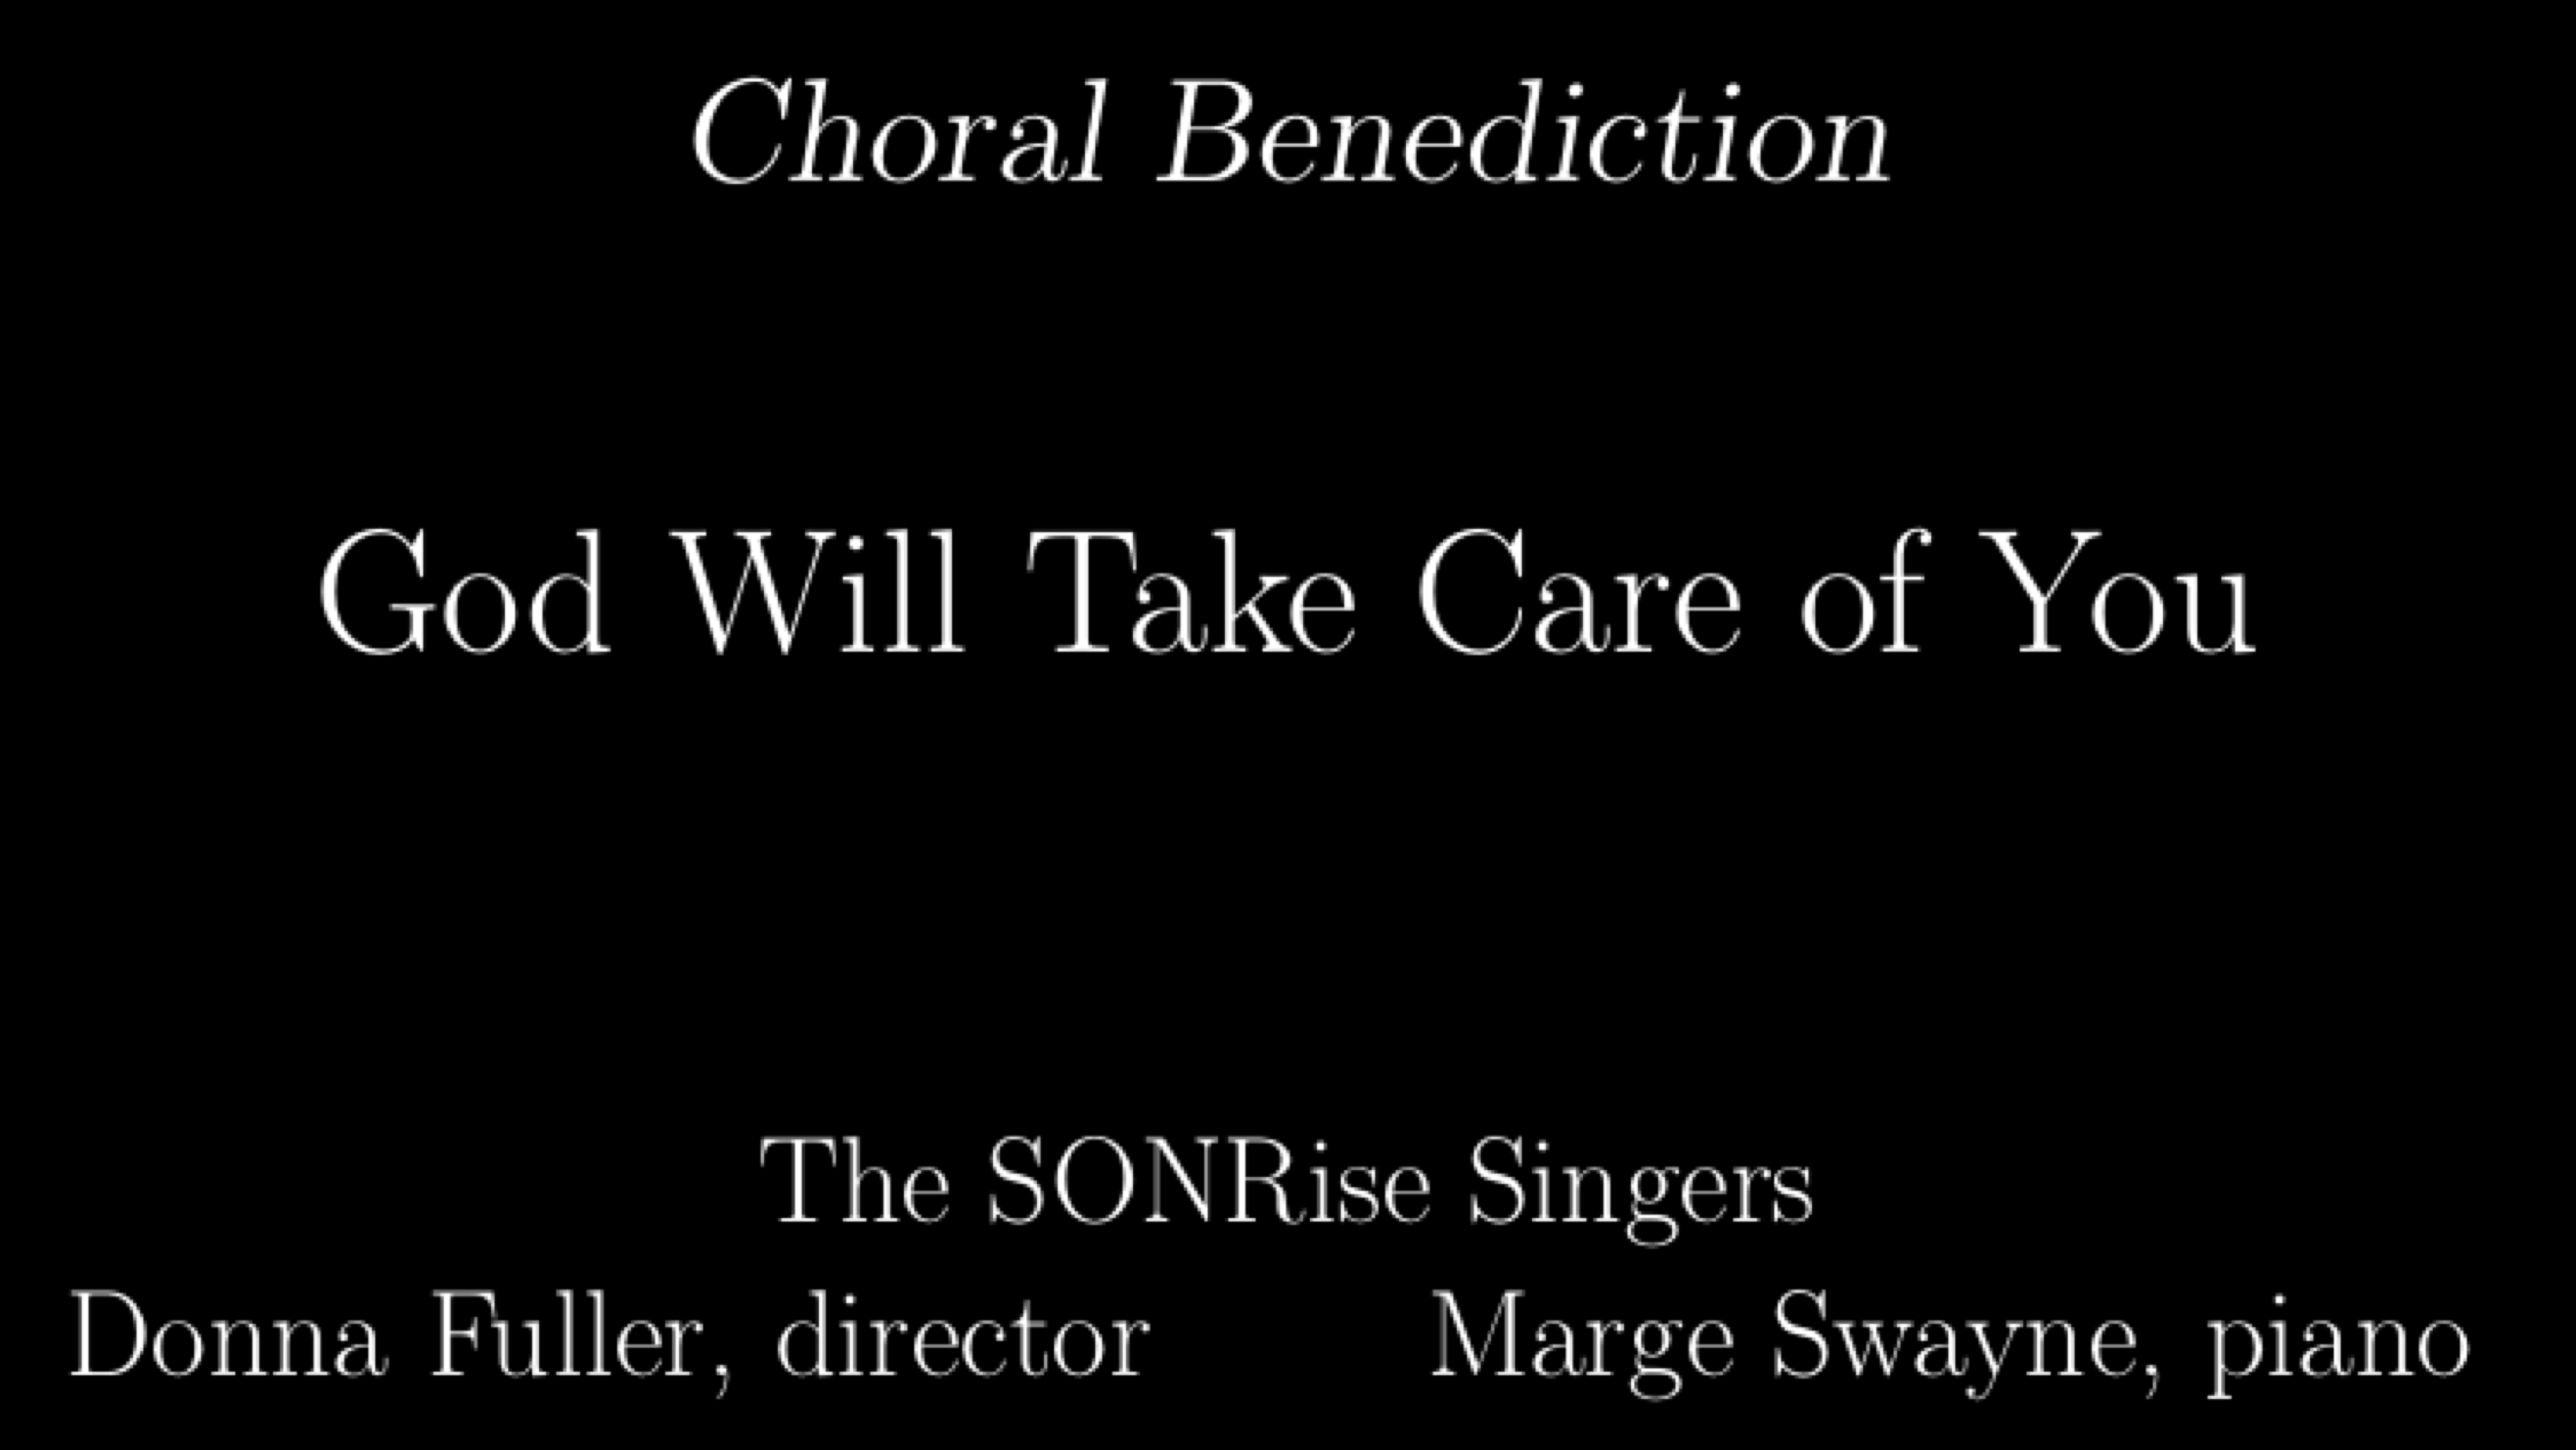 Choral Benediction
God Will Take Care of You
The SONRise Singers
Donna Fuller, director Marge Swayne, piano